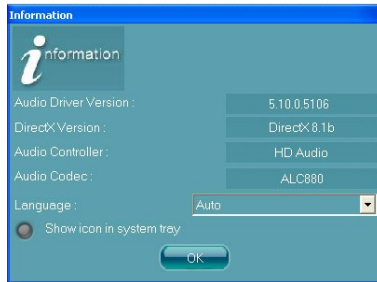 Information
information
Audio Driver Version : 5.10.0.5106
DirectX Version : DirectX 8.1b
Audio Controller : HD Audio
Audio Codec : ALC880
Language : Auto
Show icon in system tray
OK